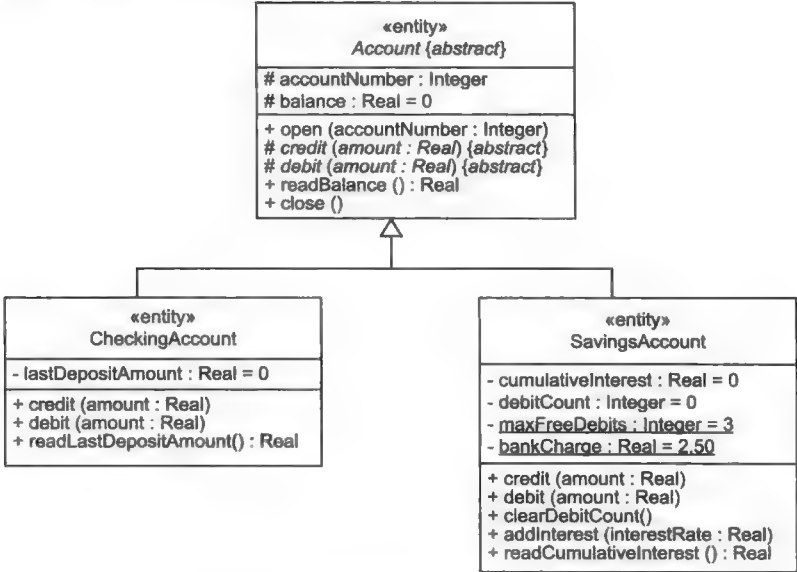 «entity»
Account {abstract}
# accountNumber : Integer
# balance : Real = 0
+ open (accountNumber : Integer)
# credit (amount : Real) {abstract}
# debit (amount : Real) {abstract}
+ readBalance () : Real
+ close ()
«entity»
CheckingAccount
- lastDepositAmount : Real = 0
+ credit (amount : Real)
+ debit (amount : Real)
+ readLastDepositAmount() : Real
«entity»
SavingsAccount
- cumulativeInterest : Real = 0
- debitCount : Integer = 0
- maxFreeDebits : Integer = 3
- bankCharge : Real = 2.50
+ credit (amount : Real)
+ debit (amount : Real)
+ clearDebitCount()
+ addInterest (interestRate : Real)
+ readCumulativeInterest () : Real